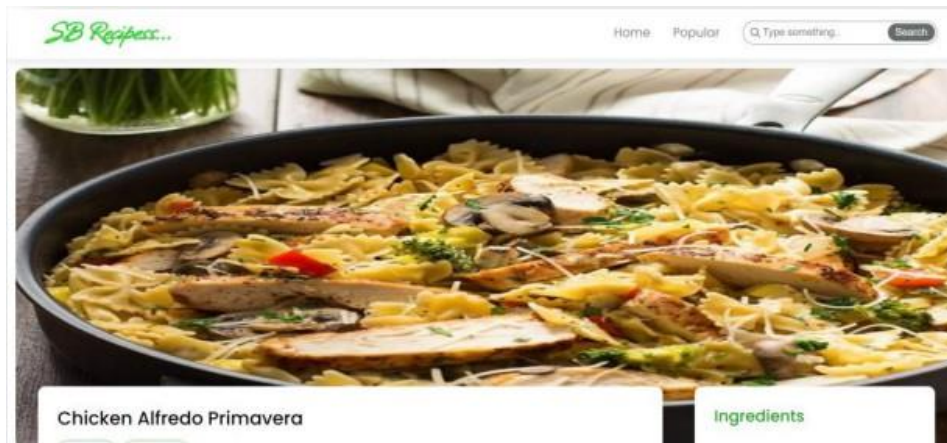 SB Recipess...
Home Popular Type something.. Search
Chicken Alfredo Primavera
Ingredients